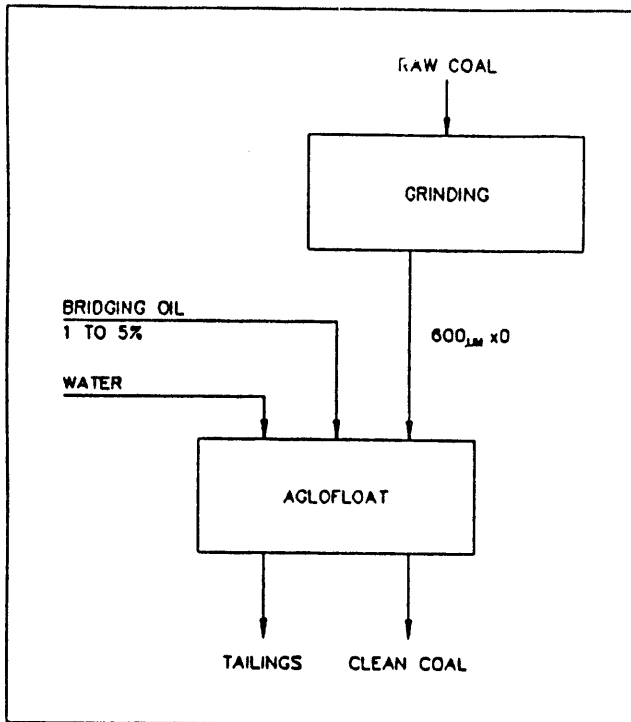 RAW COAL
GRINDING
BRIDGING OIL
1 TO 5%
600µM x0
WATER
AGLOFLOAT
TAILINGS
CLEAN COAL